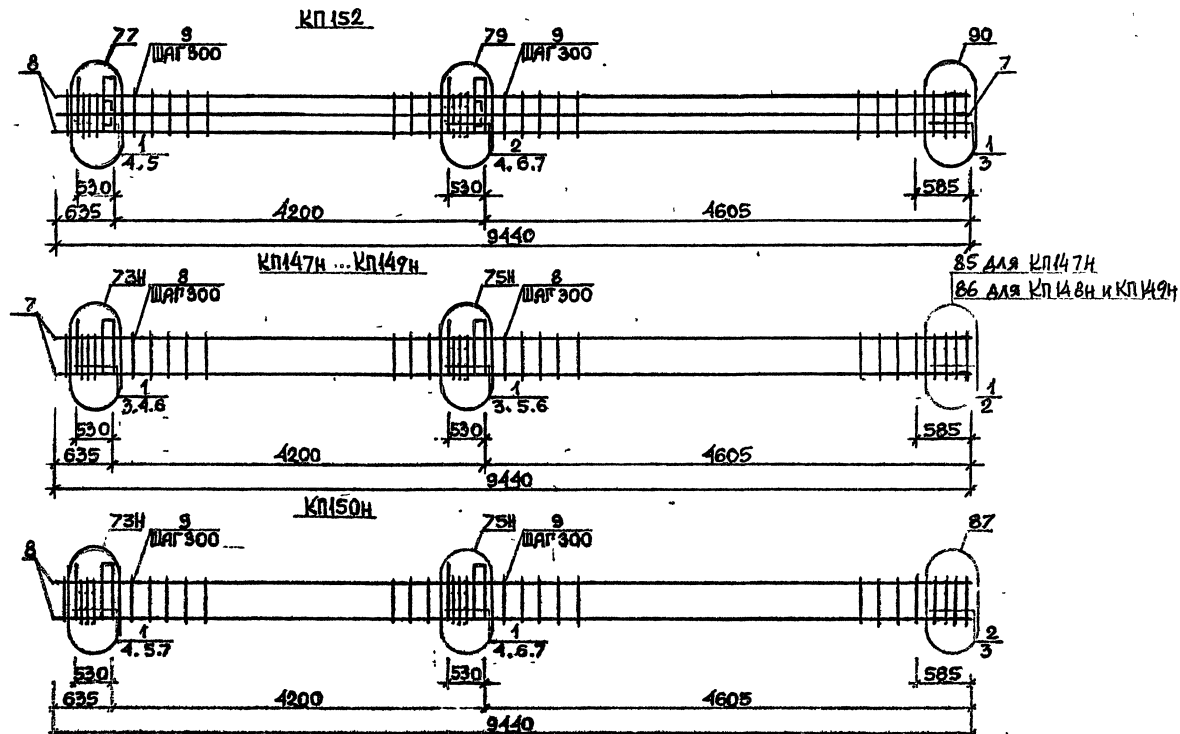 КП152
77 9 79 9 90
ШАГ 300 ШАГ 300
8 7
1 2 1
4.5 4.6.7 3
530 530 585
635 4200 4605
9440
КП147Н ... КП149Н
85 для КП147Н
73Н 8 75Н 8
86 для КП148Н и КП149Н
ШАГ 300 ШАГ 300
7
1 1 1
3.4.6 3.5.6 2
530 530 585
635 4200 4605
9440
КП150Н
73Н 9 75Н 9 87
ШАГ 300 ШАГ 300
8
1 1 2
4.5.7 4.6.7 3
530 530 585
635 4200 4605
9440